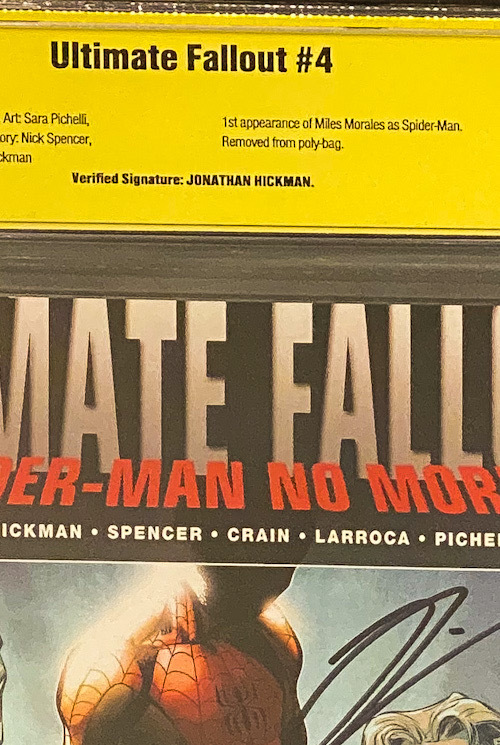 Ultimate Fallout #4
Art: Sara Pichelli,
ory: Nick Spencer,
ckman
1st appearance of Miles Morales as Spider-Man.
Removed from poly-bag.
Verified Signature: JONATHAN HICKMAN.
MATE FALL
DER-MAN NO MOR
ICKMAN • SPENCER • CRAIN • LARROCA • PICHE